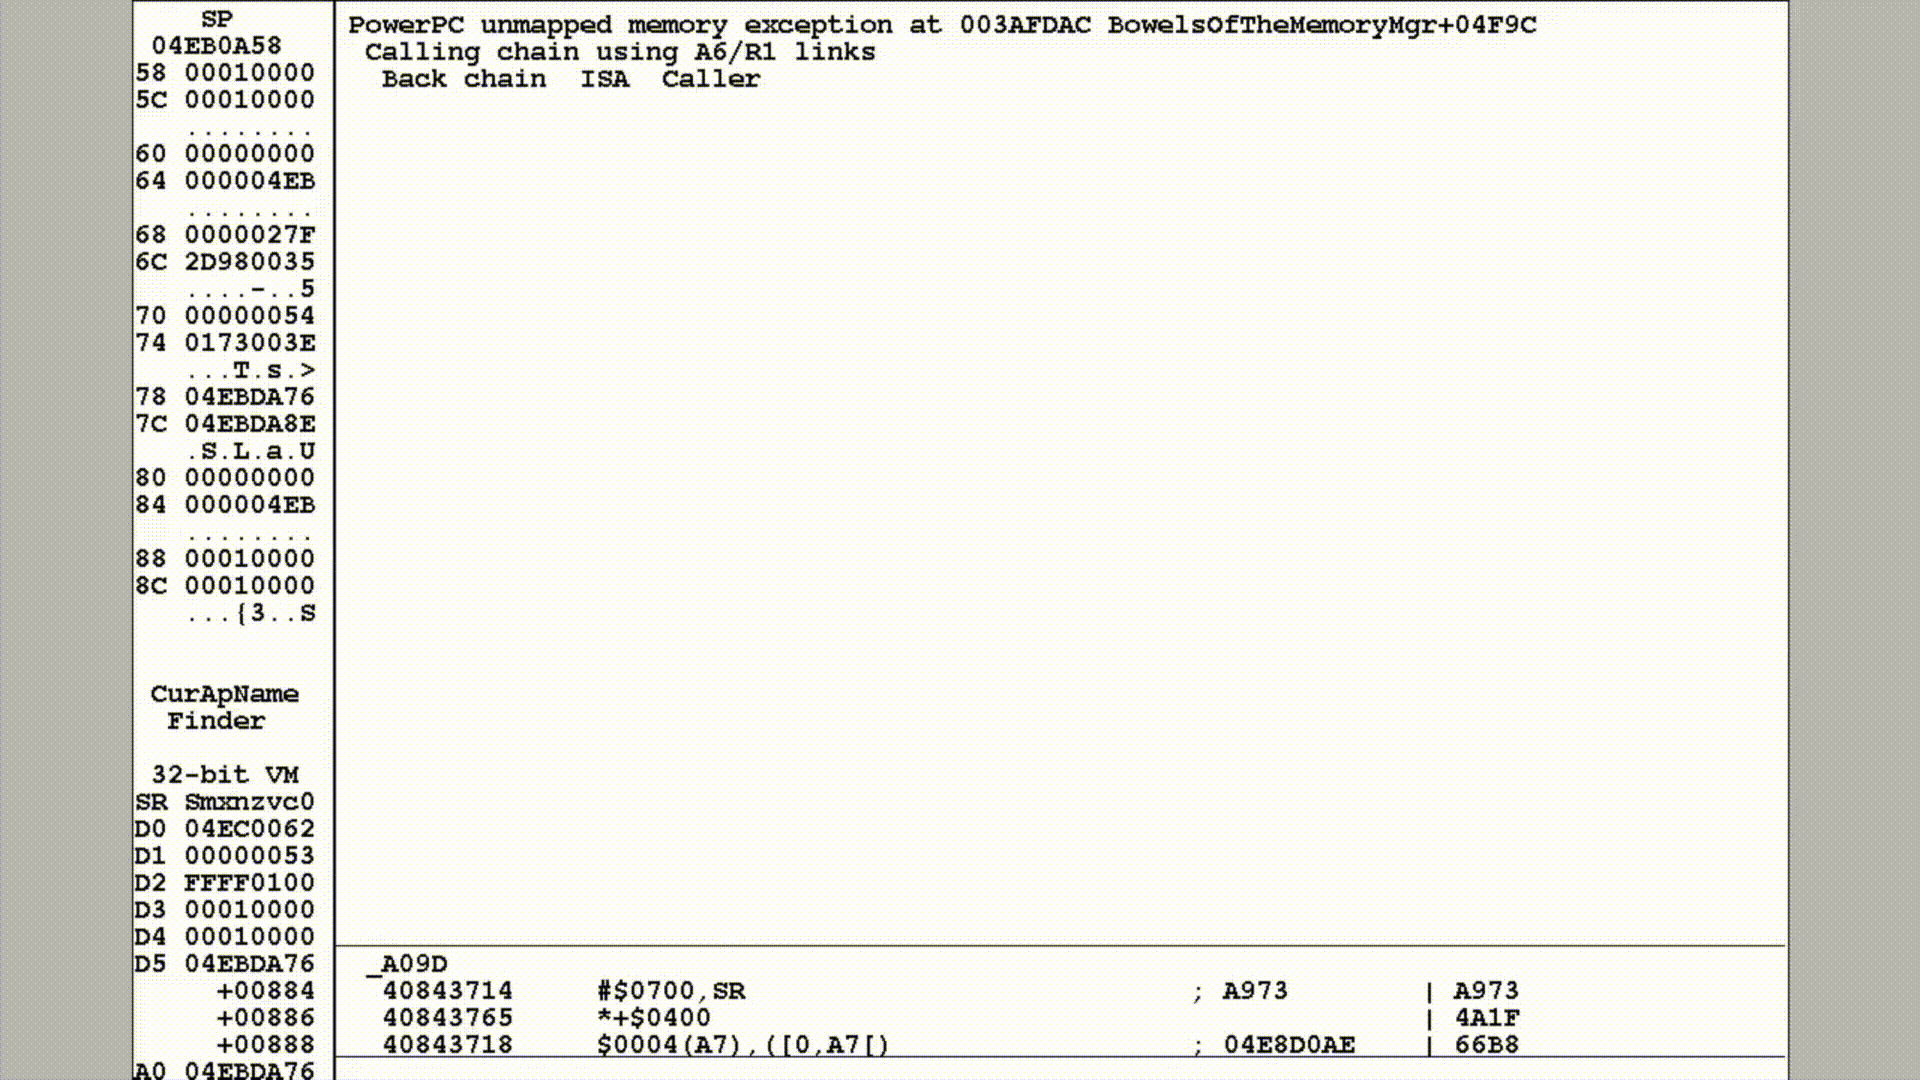 SP
04EB0A58
58 00010000
5C 00010000
........
60 00000000
64 000004EB
........
68 0000027F
6C 2D980035
....-..5
70 00000054
74 0173003E
...T.s.>
78 04EBDA76
7C 04EBDA8E
.S.L.a.U
80 00000000
84 000004EB
........
88 00010000
8C 00010000
...{3..S
CurApName
Finder
32-bit VM
SR Smxnzvc0
D0 04EC0062
D1 00000053
D2 FFFF0100
D3 00010000
D4 00010000
D5 04EBDA76
PowerPC unmapped memory exception at 003AFDAC BowelsOfTheMemoryMgr+04F9C
Calling chain using A6/R1 links
Back chain ISA Caller
_A09D
+00884 40843714 #$0700,SR ; A973 | A973
+00886 40843765 *+$0400 | 4A1F
+00888 40843718 $0004(A7),([0,A7[) ; 04E8D0AE | 66B8
A0 04EBDA76